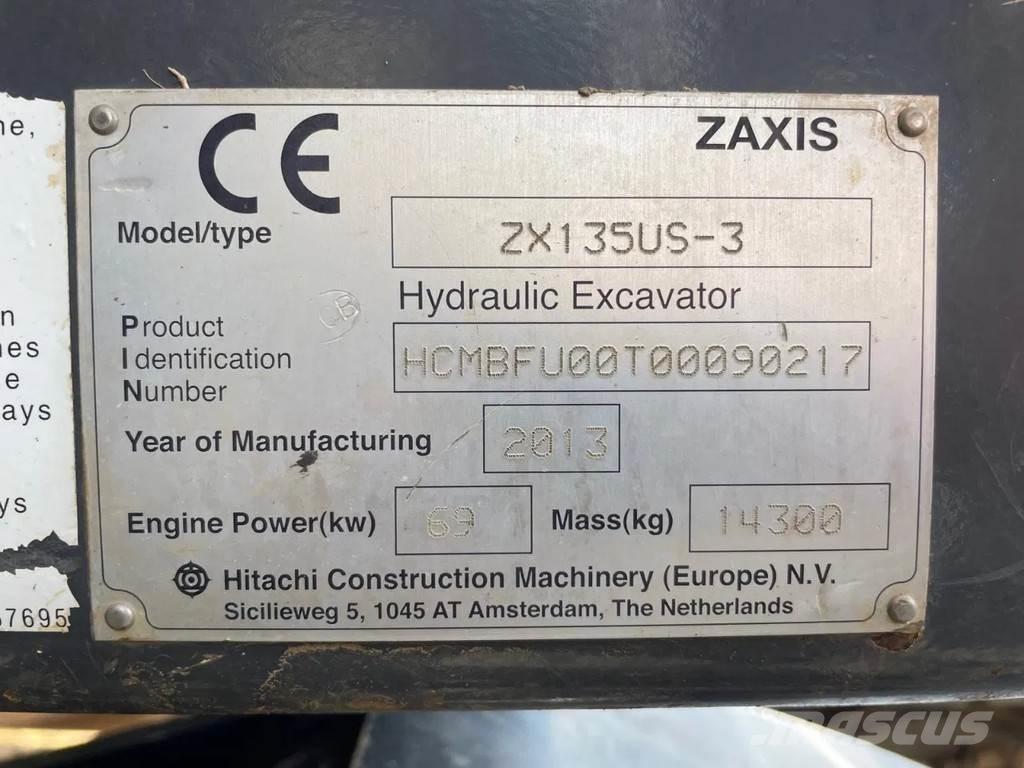 ne,
n
nes
e
ays
ys
57695
CE
ZAXIS
Model/type
ZX135US-3
Hydraulic Excavator
CB
Product
Identification
Number
HCMBFU00T00090217
Year of Manufacturing
2013
Engine Power(kw)
69
Mass(kg)
14300
Hitachi Construction Machinery (Europe) N.V.
Sicilieweg 5, 1045 AT Amsterdam, The Netherlands
mascus